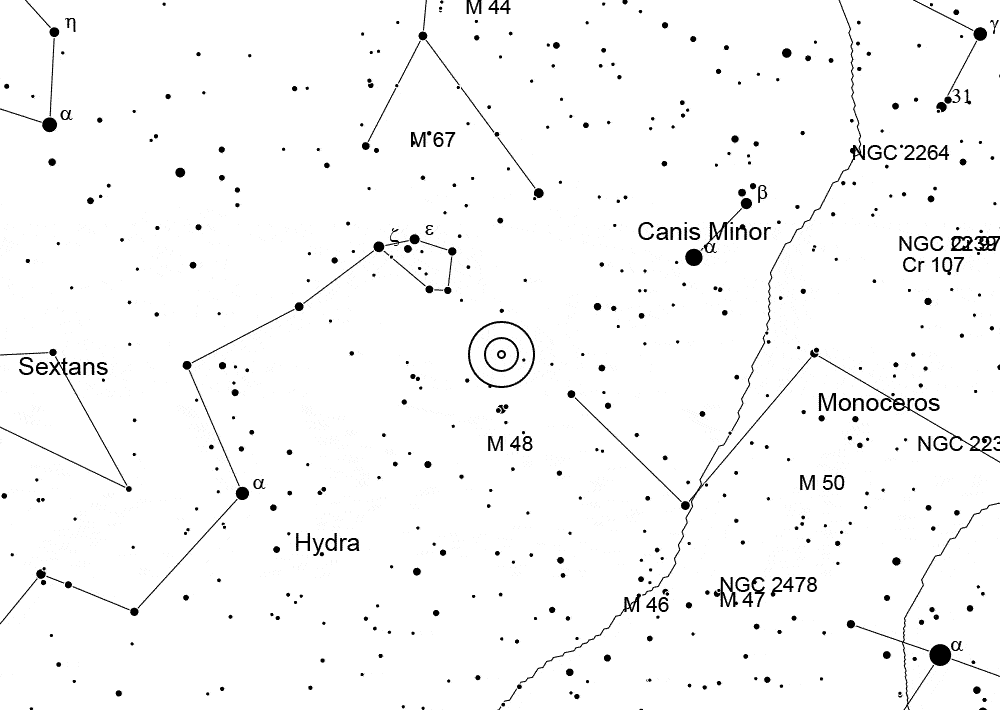 M 44
η
γ
31
α
M 67
NGC 2264
β
ζ
ε
Canis Minor
α
Cr 107
Sextans
Monoceros
M 48
α
M 50
Hydra
NGC 2478
M 46
M 47
α